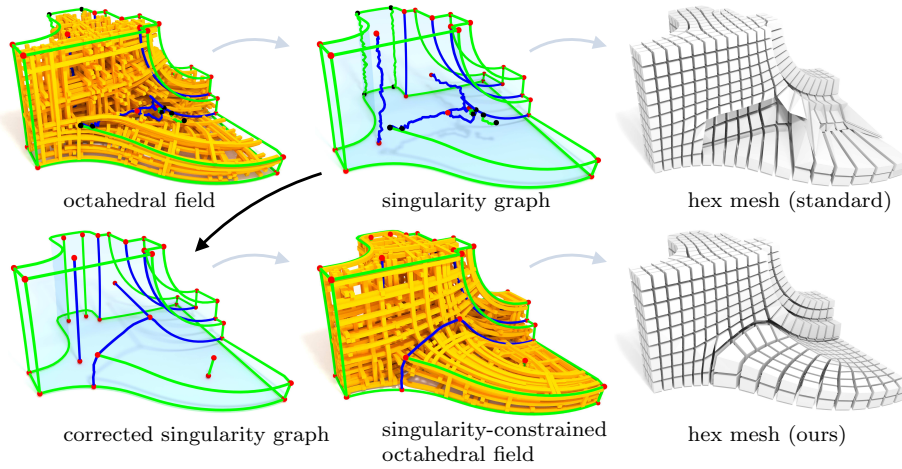 octahedral field
singularity graph
hex mesh (standard)
corrected singularity graph
singularity-constrained
octahedral field
hex mesh (ours)